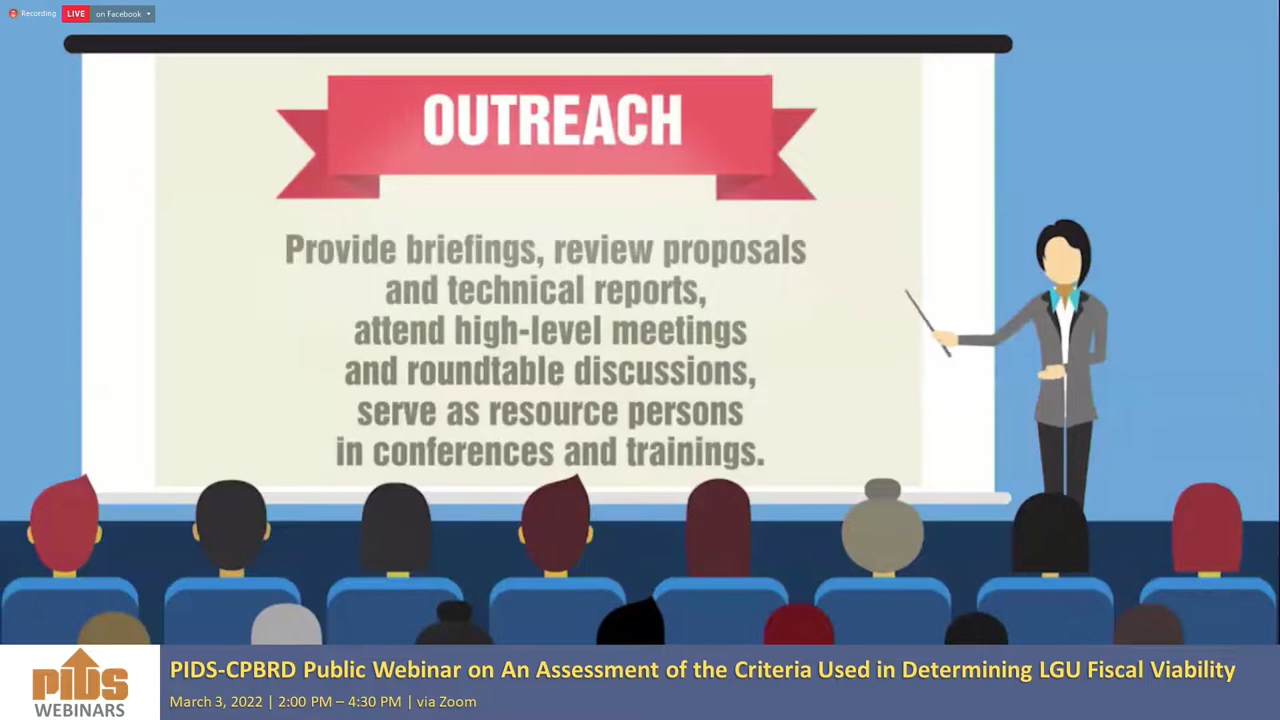 Recording LIVE on Facebook
OUTREACH
Provide briefings, review proposals
and technical reports,
attend high-level meetings
and roundtable discussions,
serve as resource persons
in conferences and trainings.
PIDS
WEBINARS
PIDS-CPBRD Public Webinar on An Assessment of the Criteria Used in Determining LGU Fiscal Viability
March 3, 2022 | 2:00 PM – 4:30 PM | via Zoom